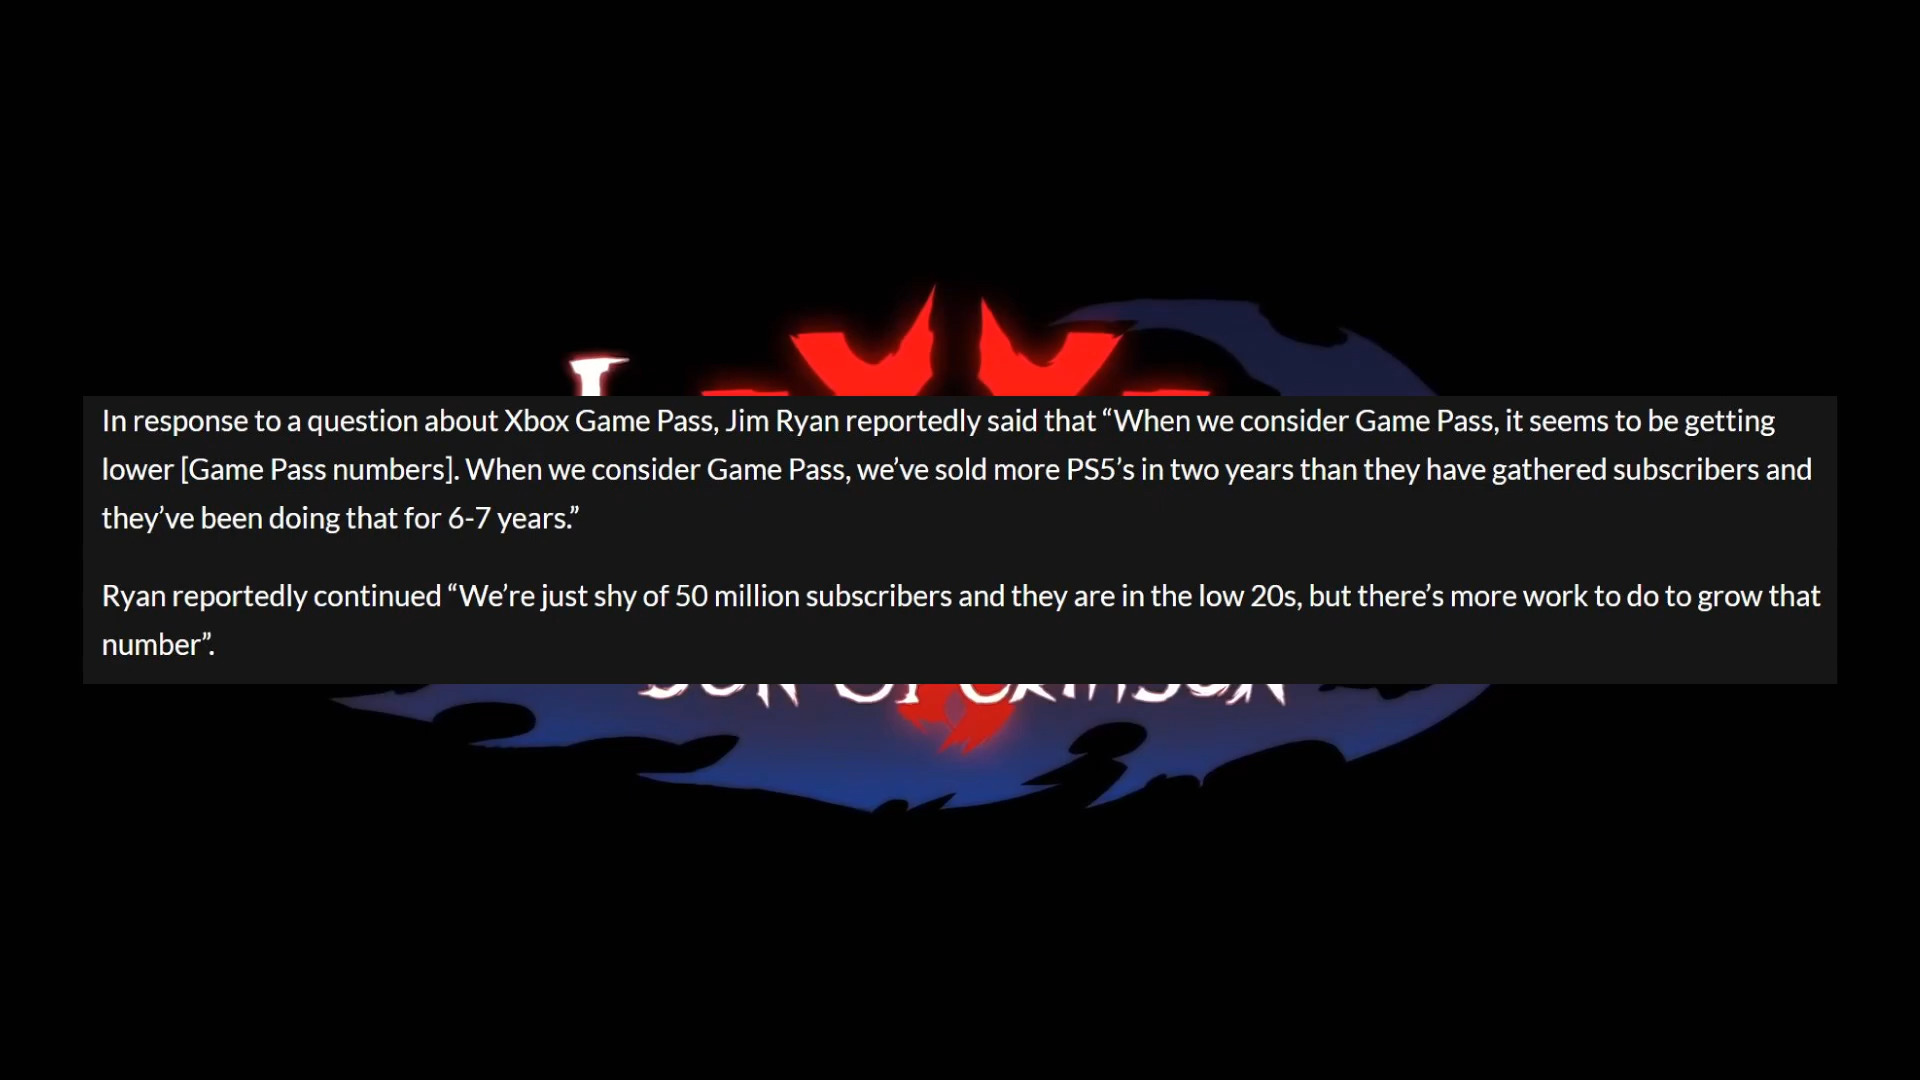 In response to a question about Xbox Game Pass, Jim Ryan reportedly said that “When we consider Game Pass, it seems to be getting
lower [Game Pass numbers]. When we consider Game Pass, we’ve sold more PS5’s in two years than they have gathered subscribers and
they’ve been doing that for 6-7 years.”
Ryan reportedly continued “We’re just shy of 50 million subscribers and they are in the low 20s, but there’s more work to do to grow that
number”.